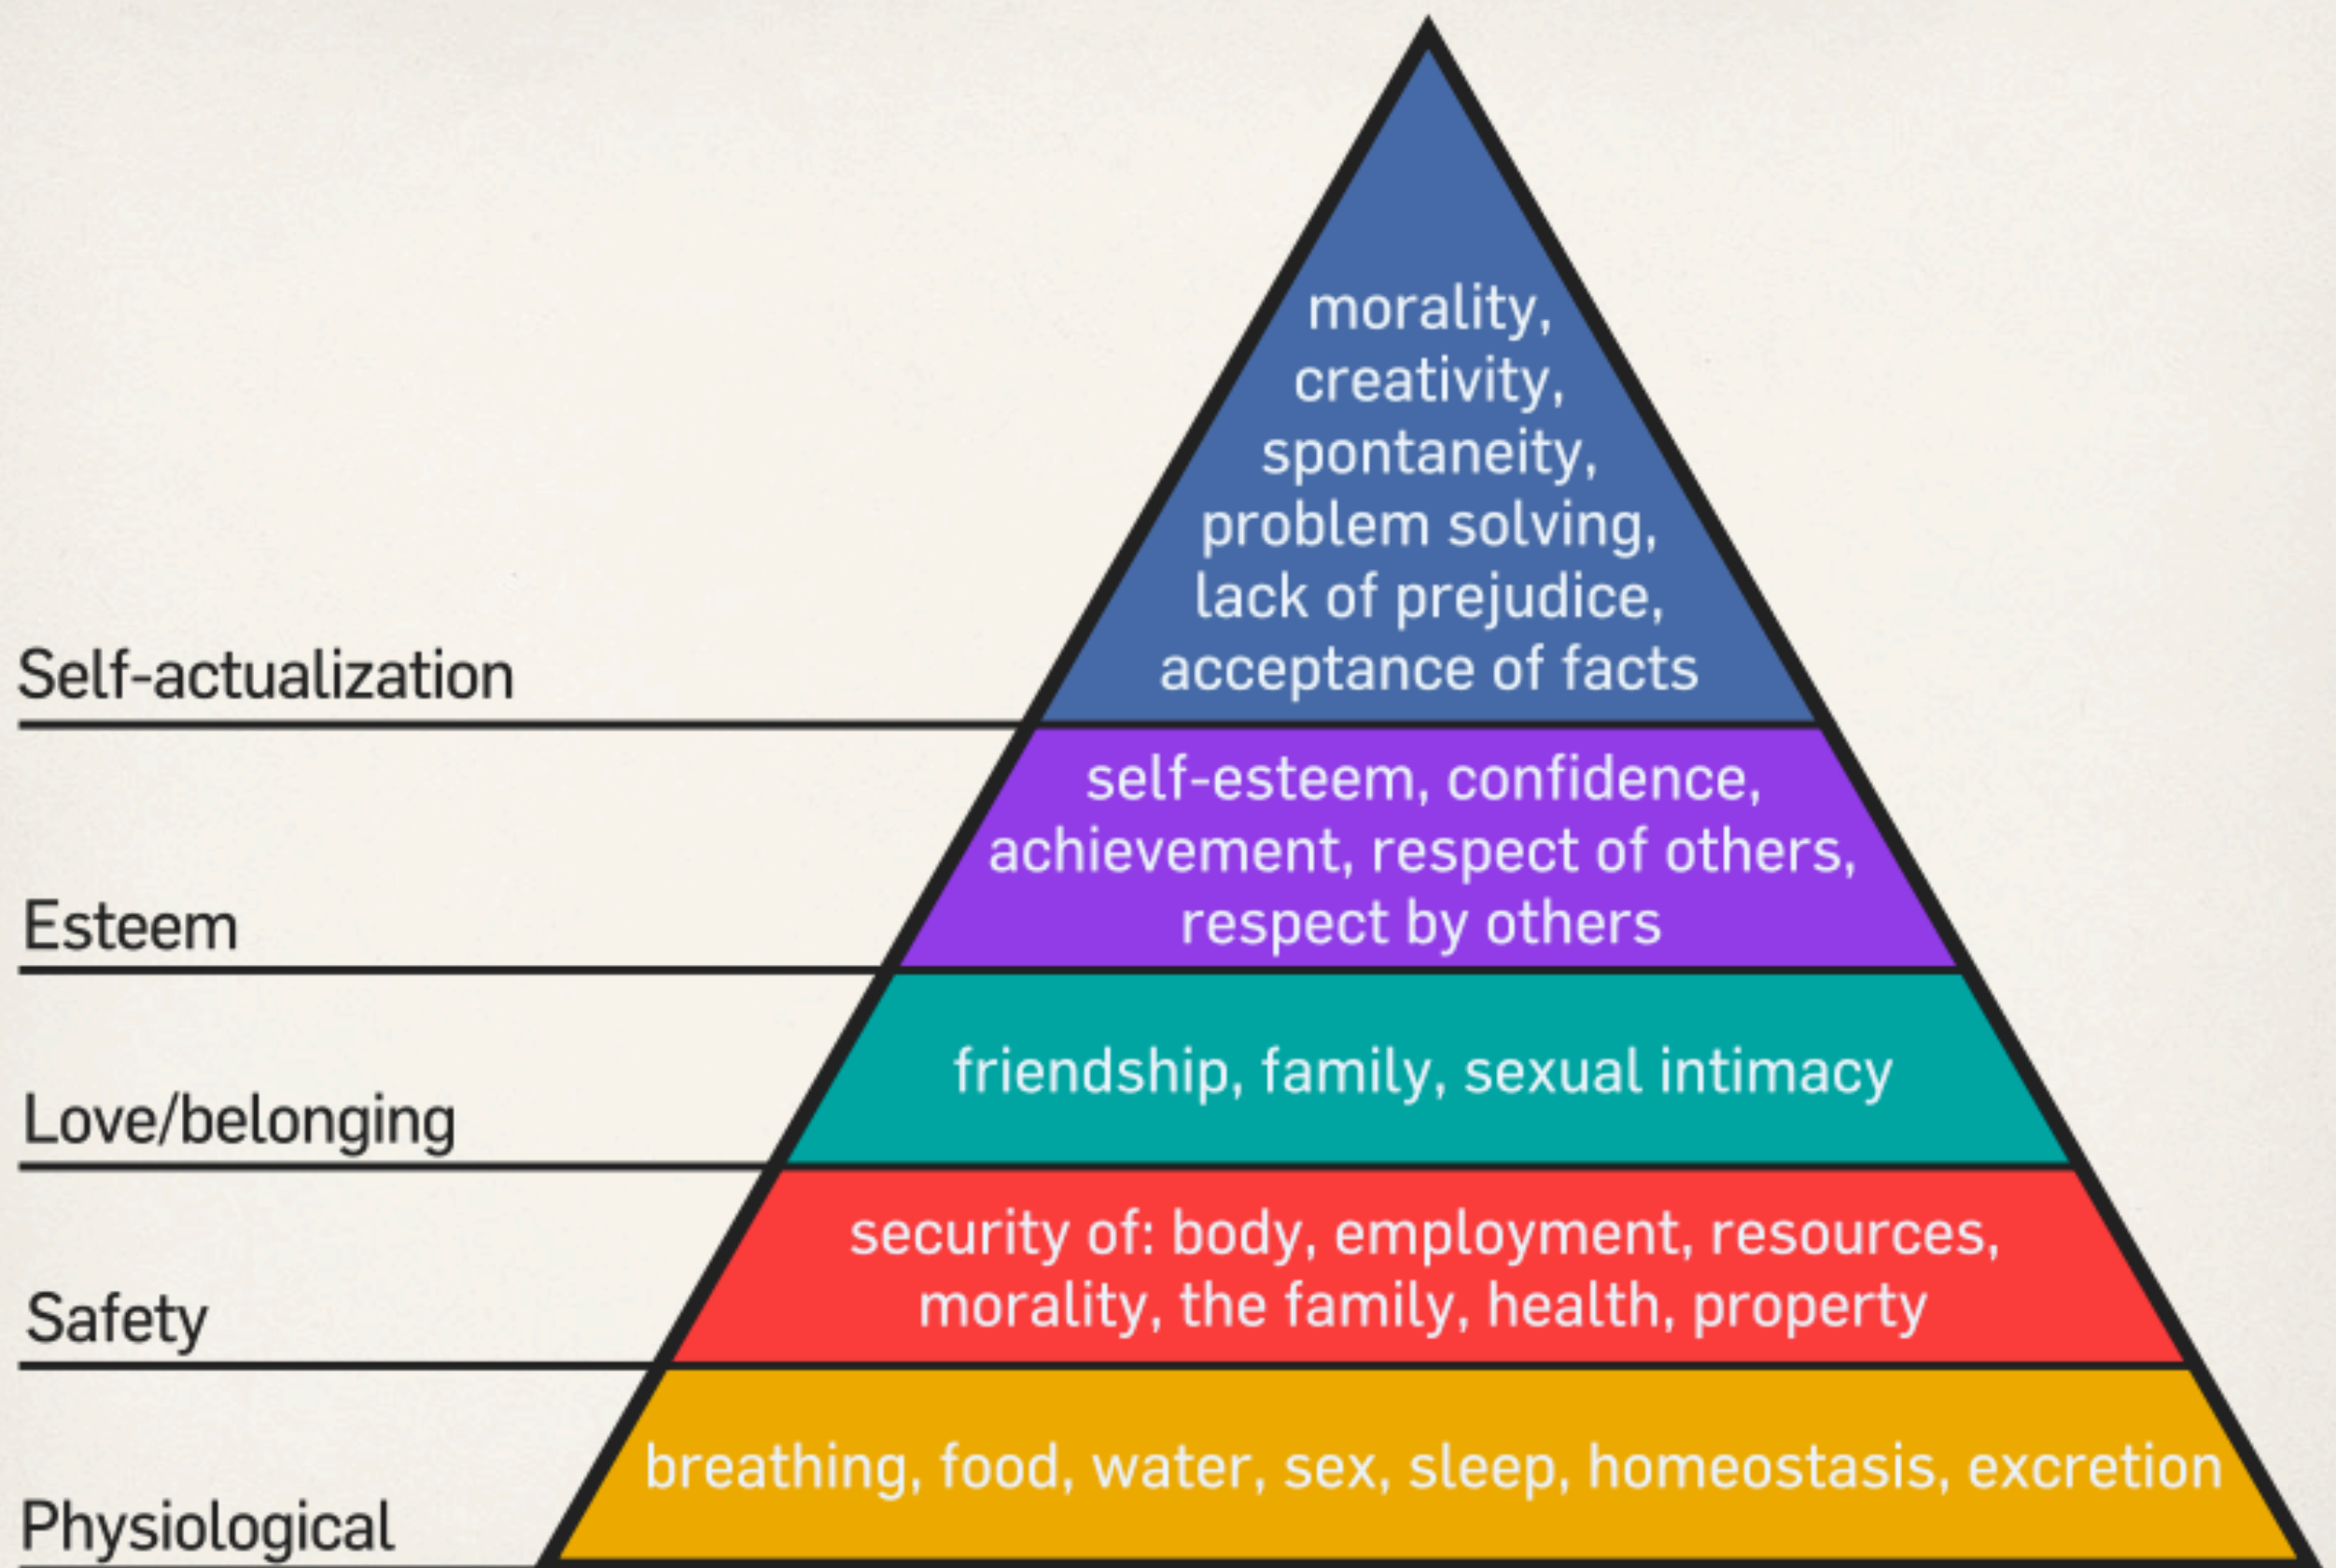 morality,
creativity,
spontaneity,
problem solving,
lack of prejudice,
acceptance of facts
Self-actualization
self-esteem, confidence,
achievement, respect of others,
respect by others
Esteem
friendship, family, sexual intimacy
Love/belonging
security of: body, employment, resources,
morality, the family, health, property
Safety
breathing, food, water, sex, sleep, homeostasis, excretion
Physiological